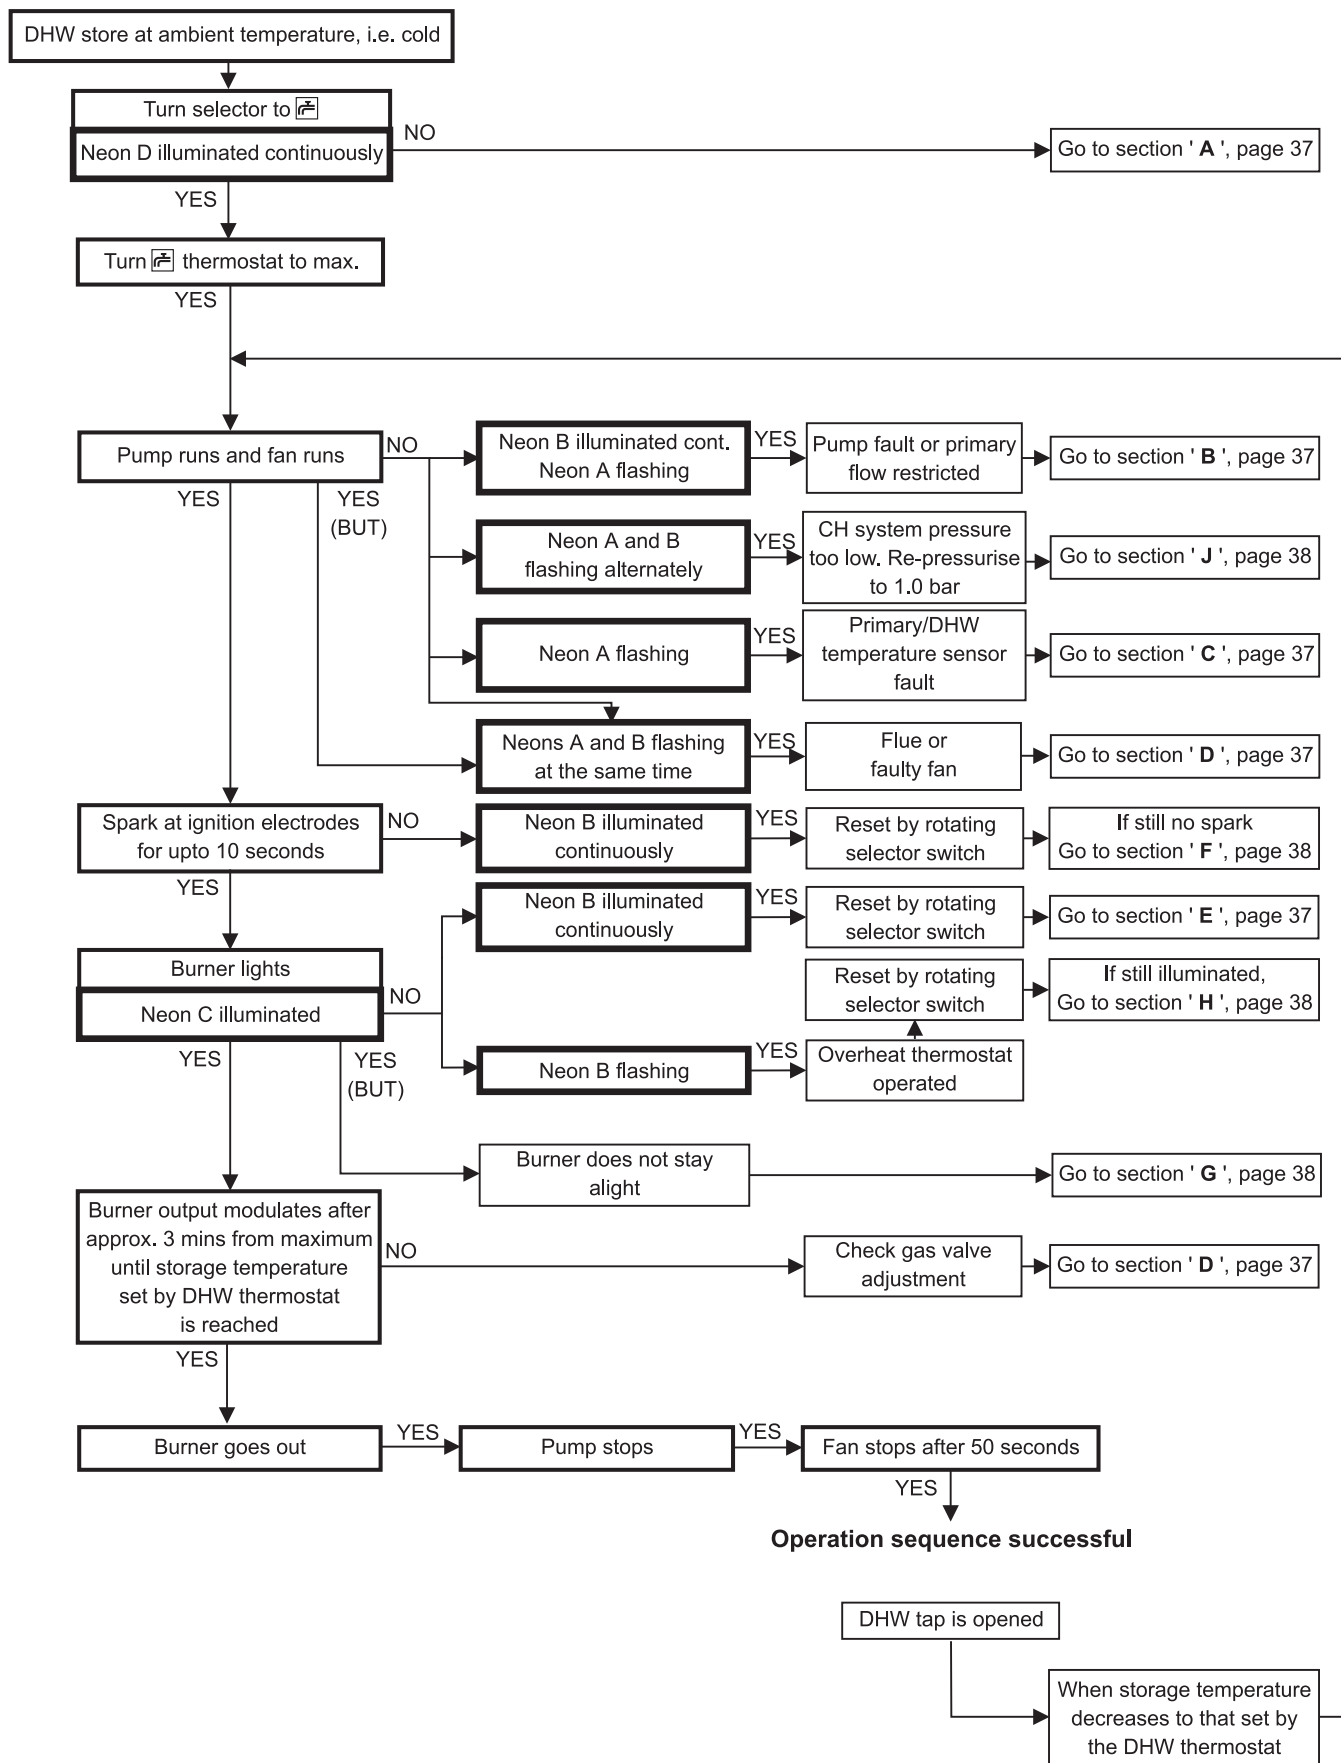 DHW store at ambient temperature, i.e. cold
Turn selector to
Neon D illuminated continuously
NO
Go to section ' A ', page 37
YES
Turn thermostat to max.
YES
Pump runs and fan runs
NO
Neon B illuminated cont.
Neon A flashing
YES
Pump fault or primary
flow restricted
Go to section ' B ', page 37
YES
YES
(BUT)
Neon A and B
flashing alternately
YES
CH system pressure
too low. Re-pressurise
to 1.0 bar
Go to section ' J ', page 38
Neon A flashing
YES
Primary/DHW
temperature sensor
fault
Go to section ' C ', page 37
Neons A and B flashing
at the same time
YES
Flue or
faulty fan
Go to section ' D ', page 37
Spark at ignition electrodes
for upto 10 seconds
NO
Neon B illuminated
continuously
YES
Reset by rotating
selector switch
If still no spark
Go to section ' F ', page 38
YES
Neon B illuminated
continuously
YES
Reset by rotating
selector switch
Go to section ' E ', page 37
Burner lights
Neon C illuminated
NO
Reset by rotating
selector switch
If still illuminated,
Go to section ' H ', page 38
YES
YES
(BUT)
Neon B flashing
YES
Overheat thermostat
operated
Burner does not stay
alight
Go to section ' G ', page 38
Burner output modulates after
approx. 3 mins from maximum
until storage temperature
set by DHW thermostat
is reached
NO
Check gas valve
adjustment
Go to section ' D ', page 37
YES
Burner goes out
YES
Pump stops
YES
Fan stops after 50 seconds
YES
Operation sequence successful
DHW tap is opened
When storage temperature
decreases to that set by
the DHW thermostat